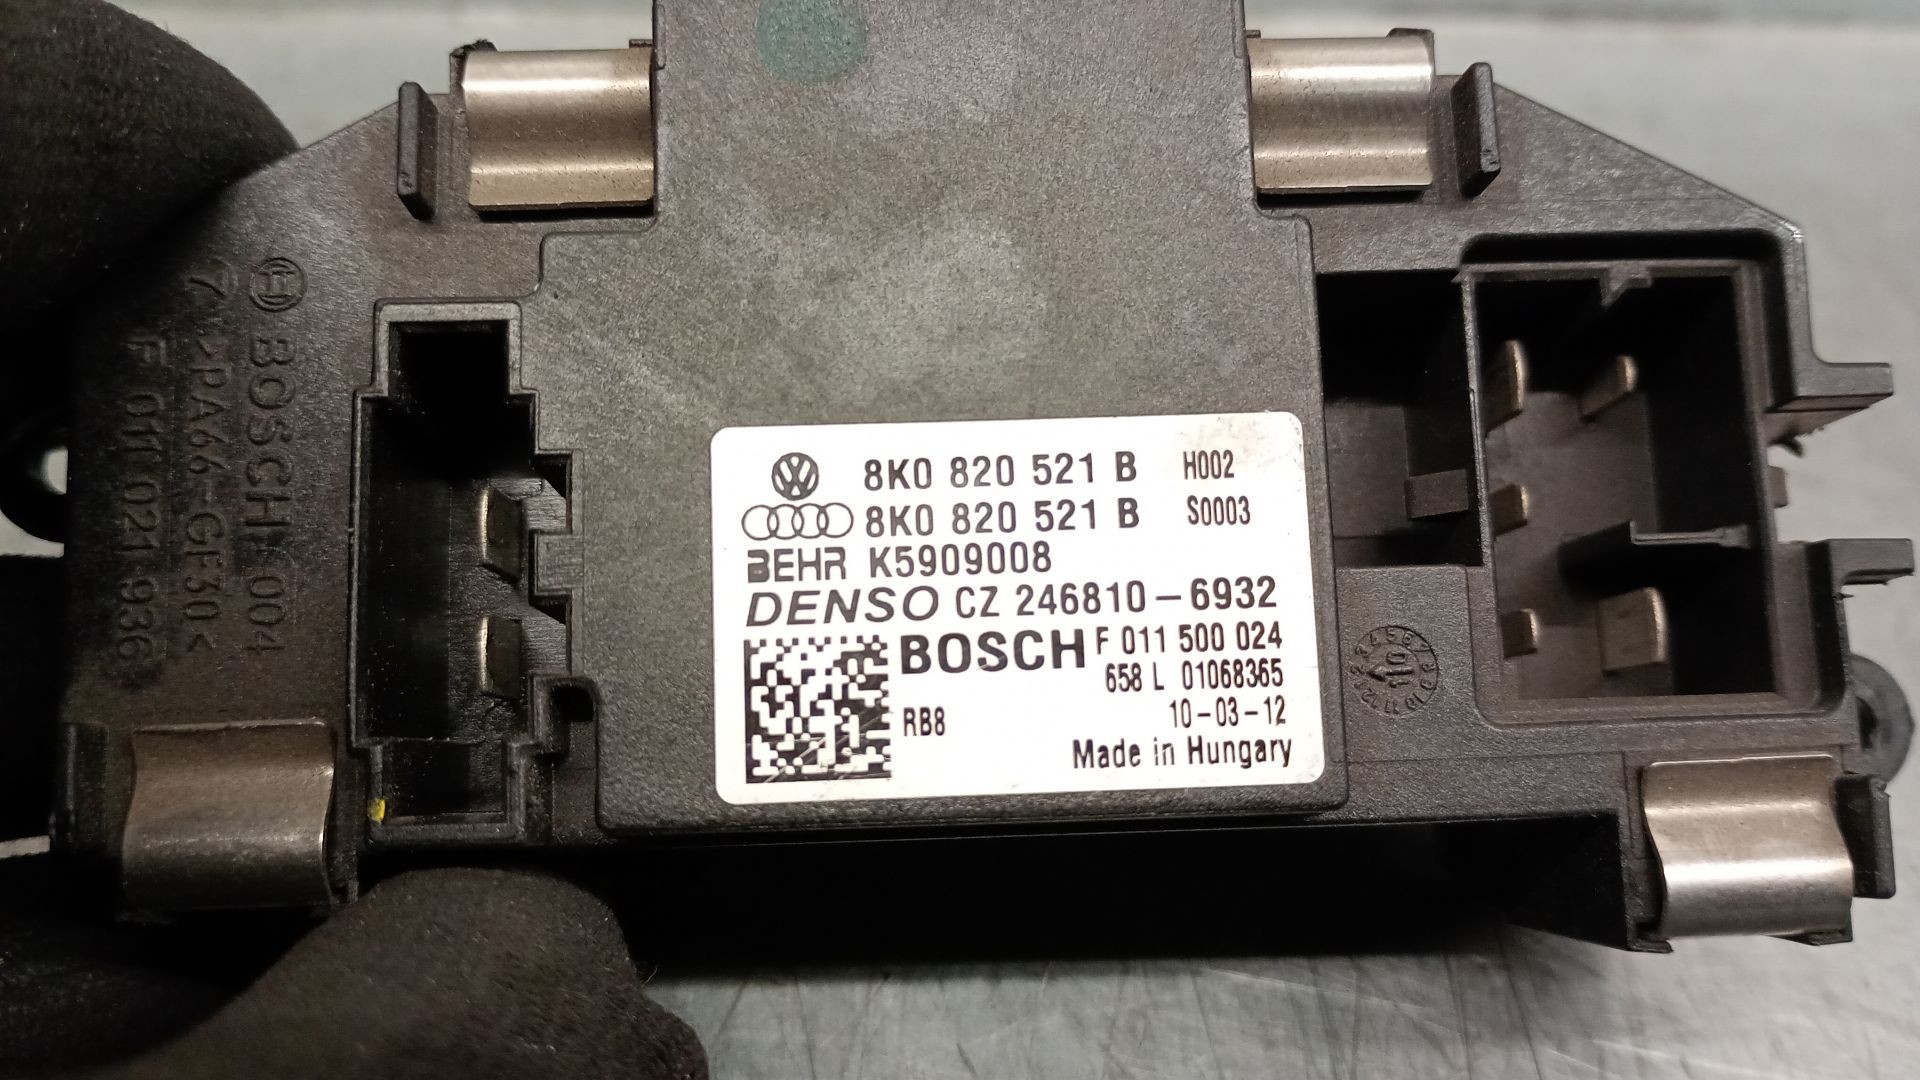 8K0 820 521 B H002
8K0 820 521 B S0003
BEHR K5909008
DENSO CZ 246810-6932
BOSCH F 011 500 024
658 L 01068365
RB8 10-03-12
Made in Hungary
BOSCH 004
7 >PA66-GF30<
F 011 021 936